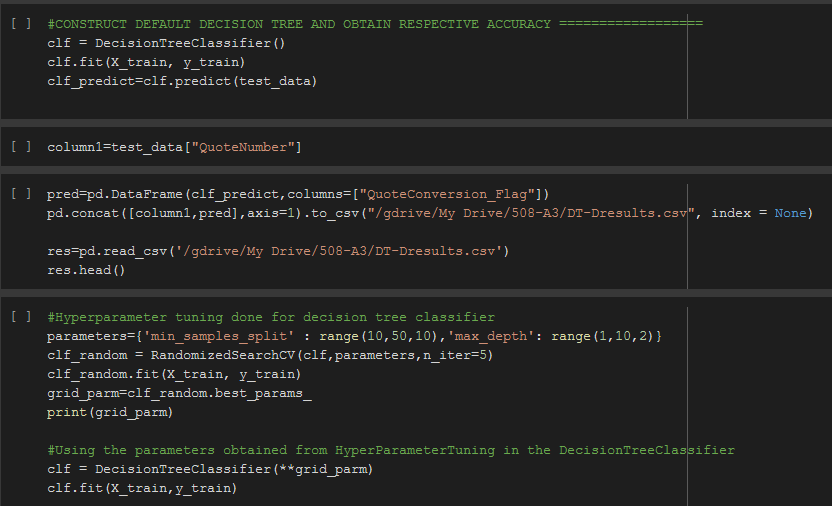 [ ] #CONSTRUCT DEFAULT DECISION TREE AND OBTAIN RESPECTIVE ACCURACY ==================
clf = DecisionTreeClassifier()
clf.fit(X_train, y_train)
clf_predict=clf.predict(test_data)
[ ] column1=test_data["QuoteNumber"]
[ ] pred=pd.DataFrame(clf_predict,columns=["QuoteConversion_Flag"])
pd.concat([column1,pred],axis=1).to_csv("/gdrive/My Drive/508-A3/DT-Dresults.csv", index = None)
res=pd.read_csv('/gdrive/My Drive/508-A3/DT-Dresults.csv')
res.head()
[ ] #Hyperparameter tuning done for decision tree classifier
parameters={'min_samples_split' : range(10,50,10),'max_depth': range(1,10,2)}
clf_random = RandomizedSearchCV(clf,parameters,n_iter=5)
clf_random.fit(X_train, y_train)
grid_parm=clf_random.best_params_
print(grid_parm)
#Using the parameters obtained from HyperParameterTuning in the DecisionTreeClassifier
clf = DecisionTreeClassifier(**grid_parm)
clf.fit(X_train,y_train)